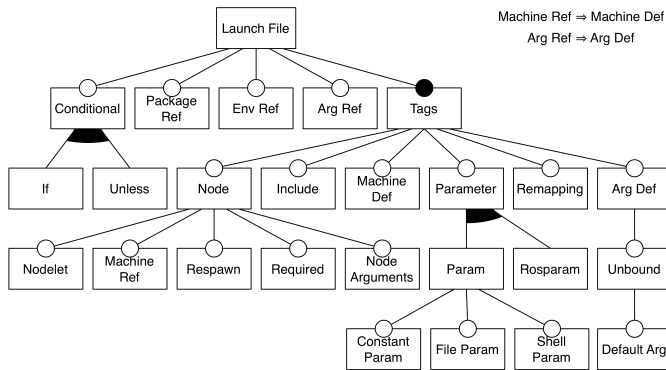 Launch File
Machine Ref ⇒ Machine Def
Arg Ref ⇒ Arg Def
Conditional
Package
Ref
Env Ref
Arg Ref
Tags
If
Unless
Node
Include
Machine
Def
Parameter
Remapping
Arg Def
Nodelet
Machine
Ref
Respawn
Required
Node
Arguments
Param
Rosparam
Unbound
Constant
Param
File Param
Shell
Param
Default Arg